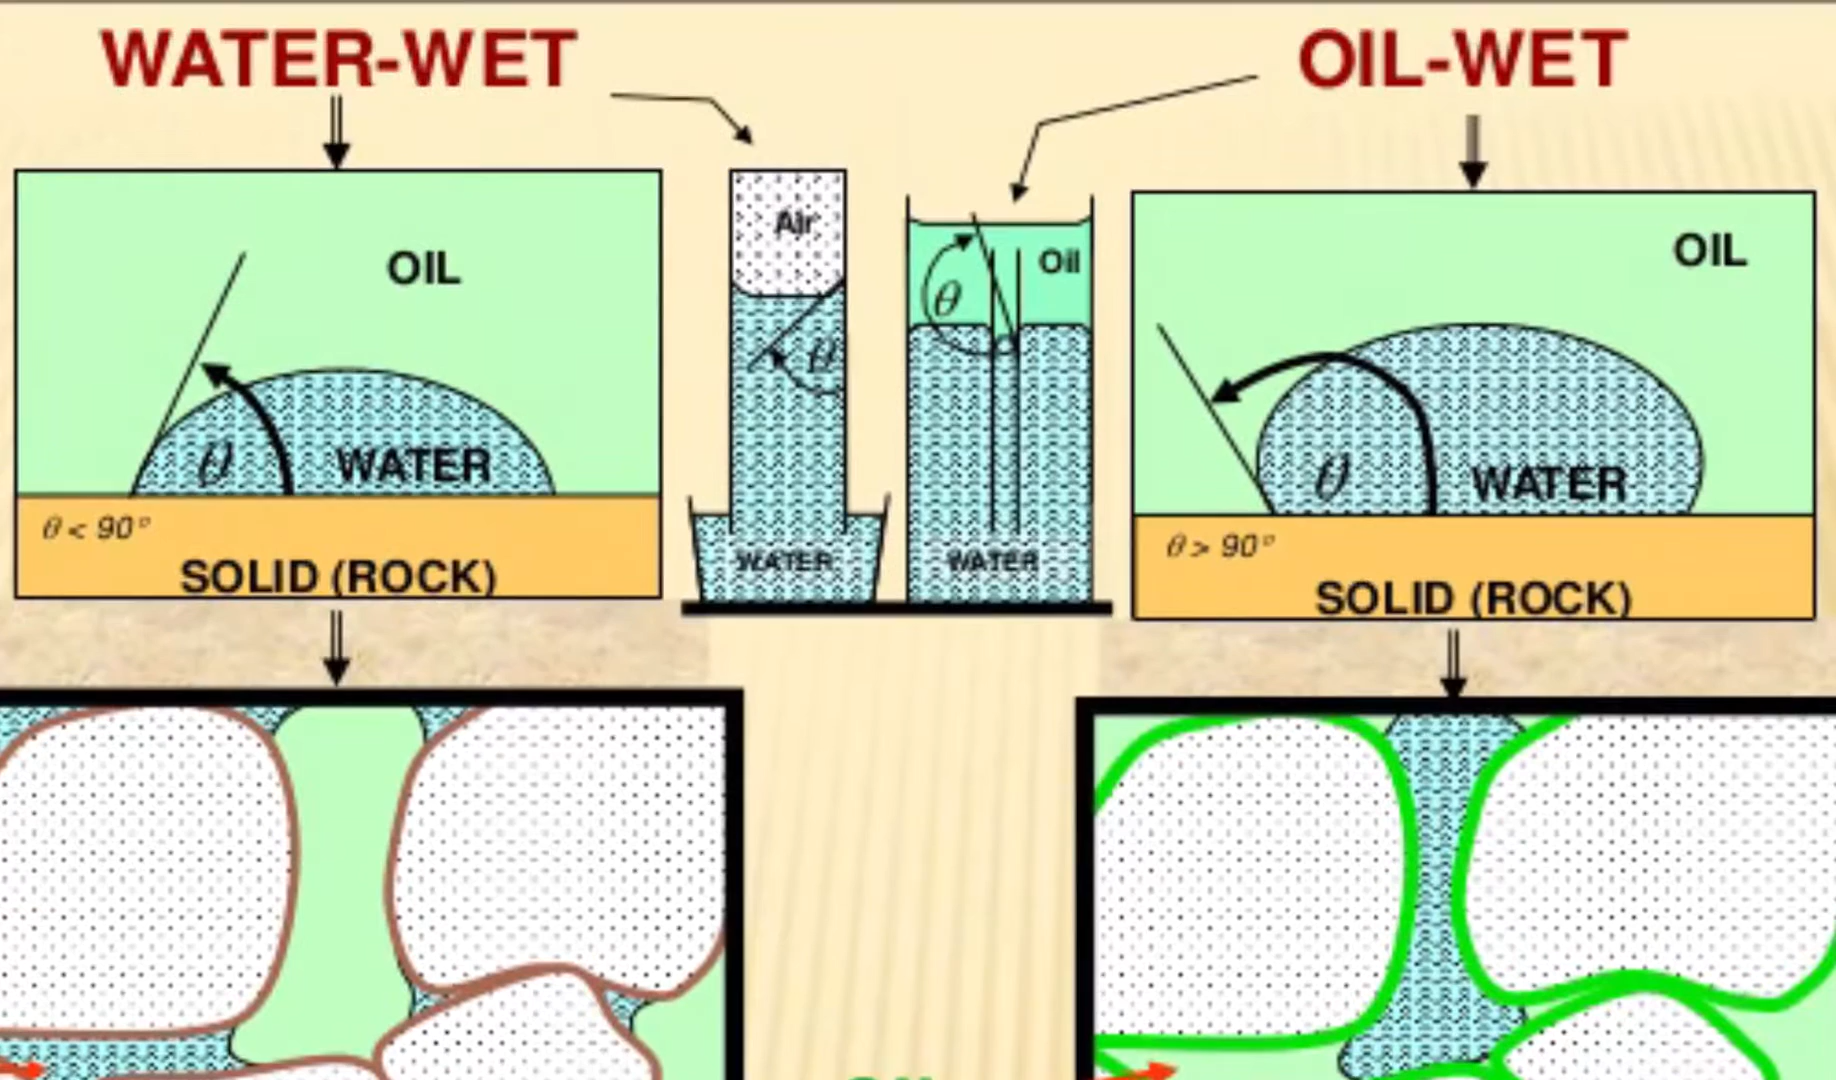 WATER-WET
OIL-WET
Air
Oil
θ
θ
WATER
WATER
OIL
θ
WATER
θ < 90°
SOLID (ROCK)
OIL
θ
WATER
θ > 90°
SOLID (ROCK)